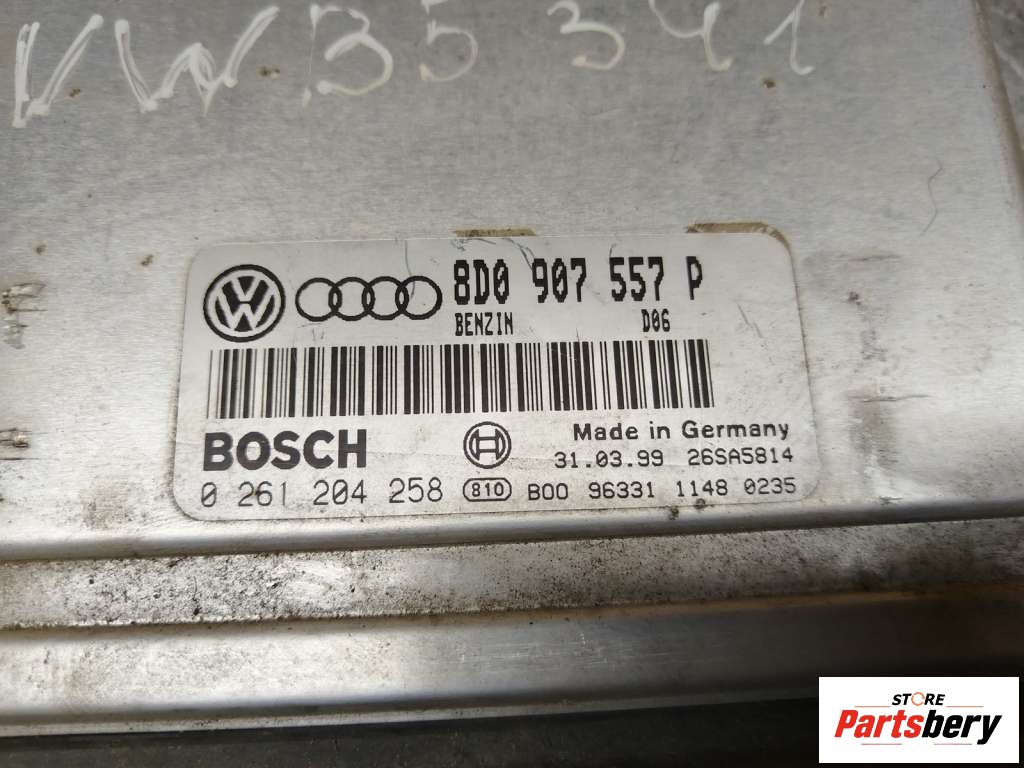 VW35341
8D0 907 557 P
BENZIN D06
BOSCH
Made in Germany
31.03.99 26SA5814
0 261 204 258 810 B00 96331 1148 0235
STORE
Partsbery